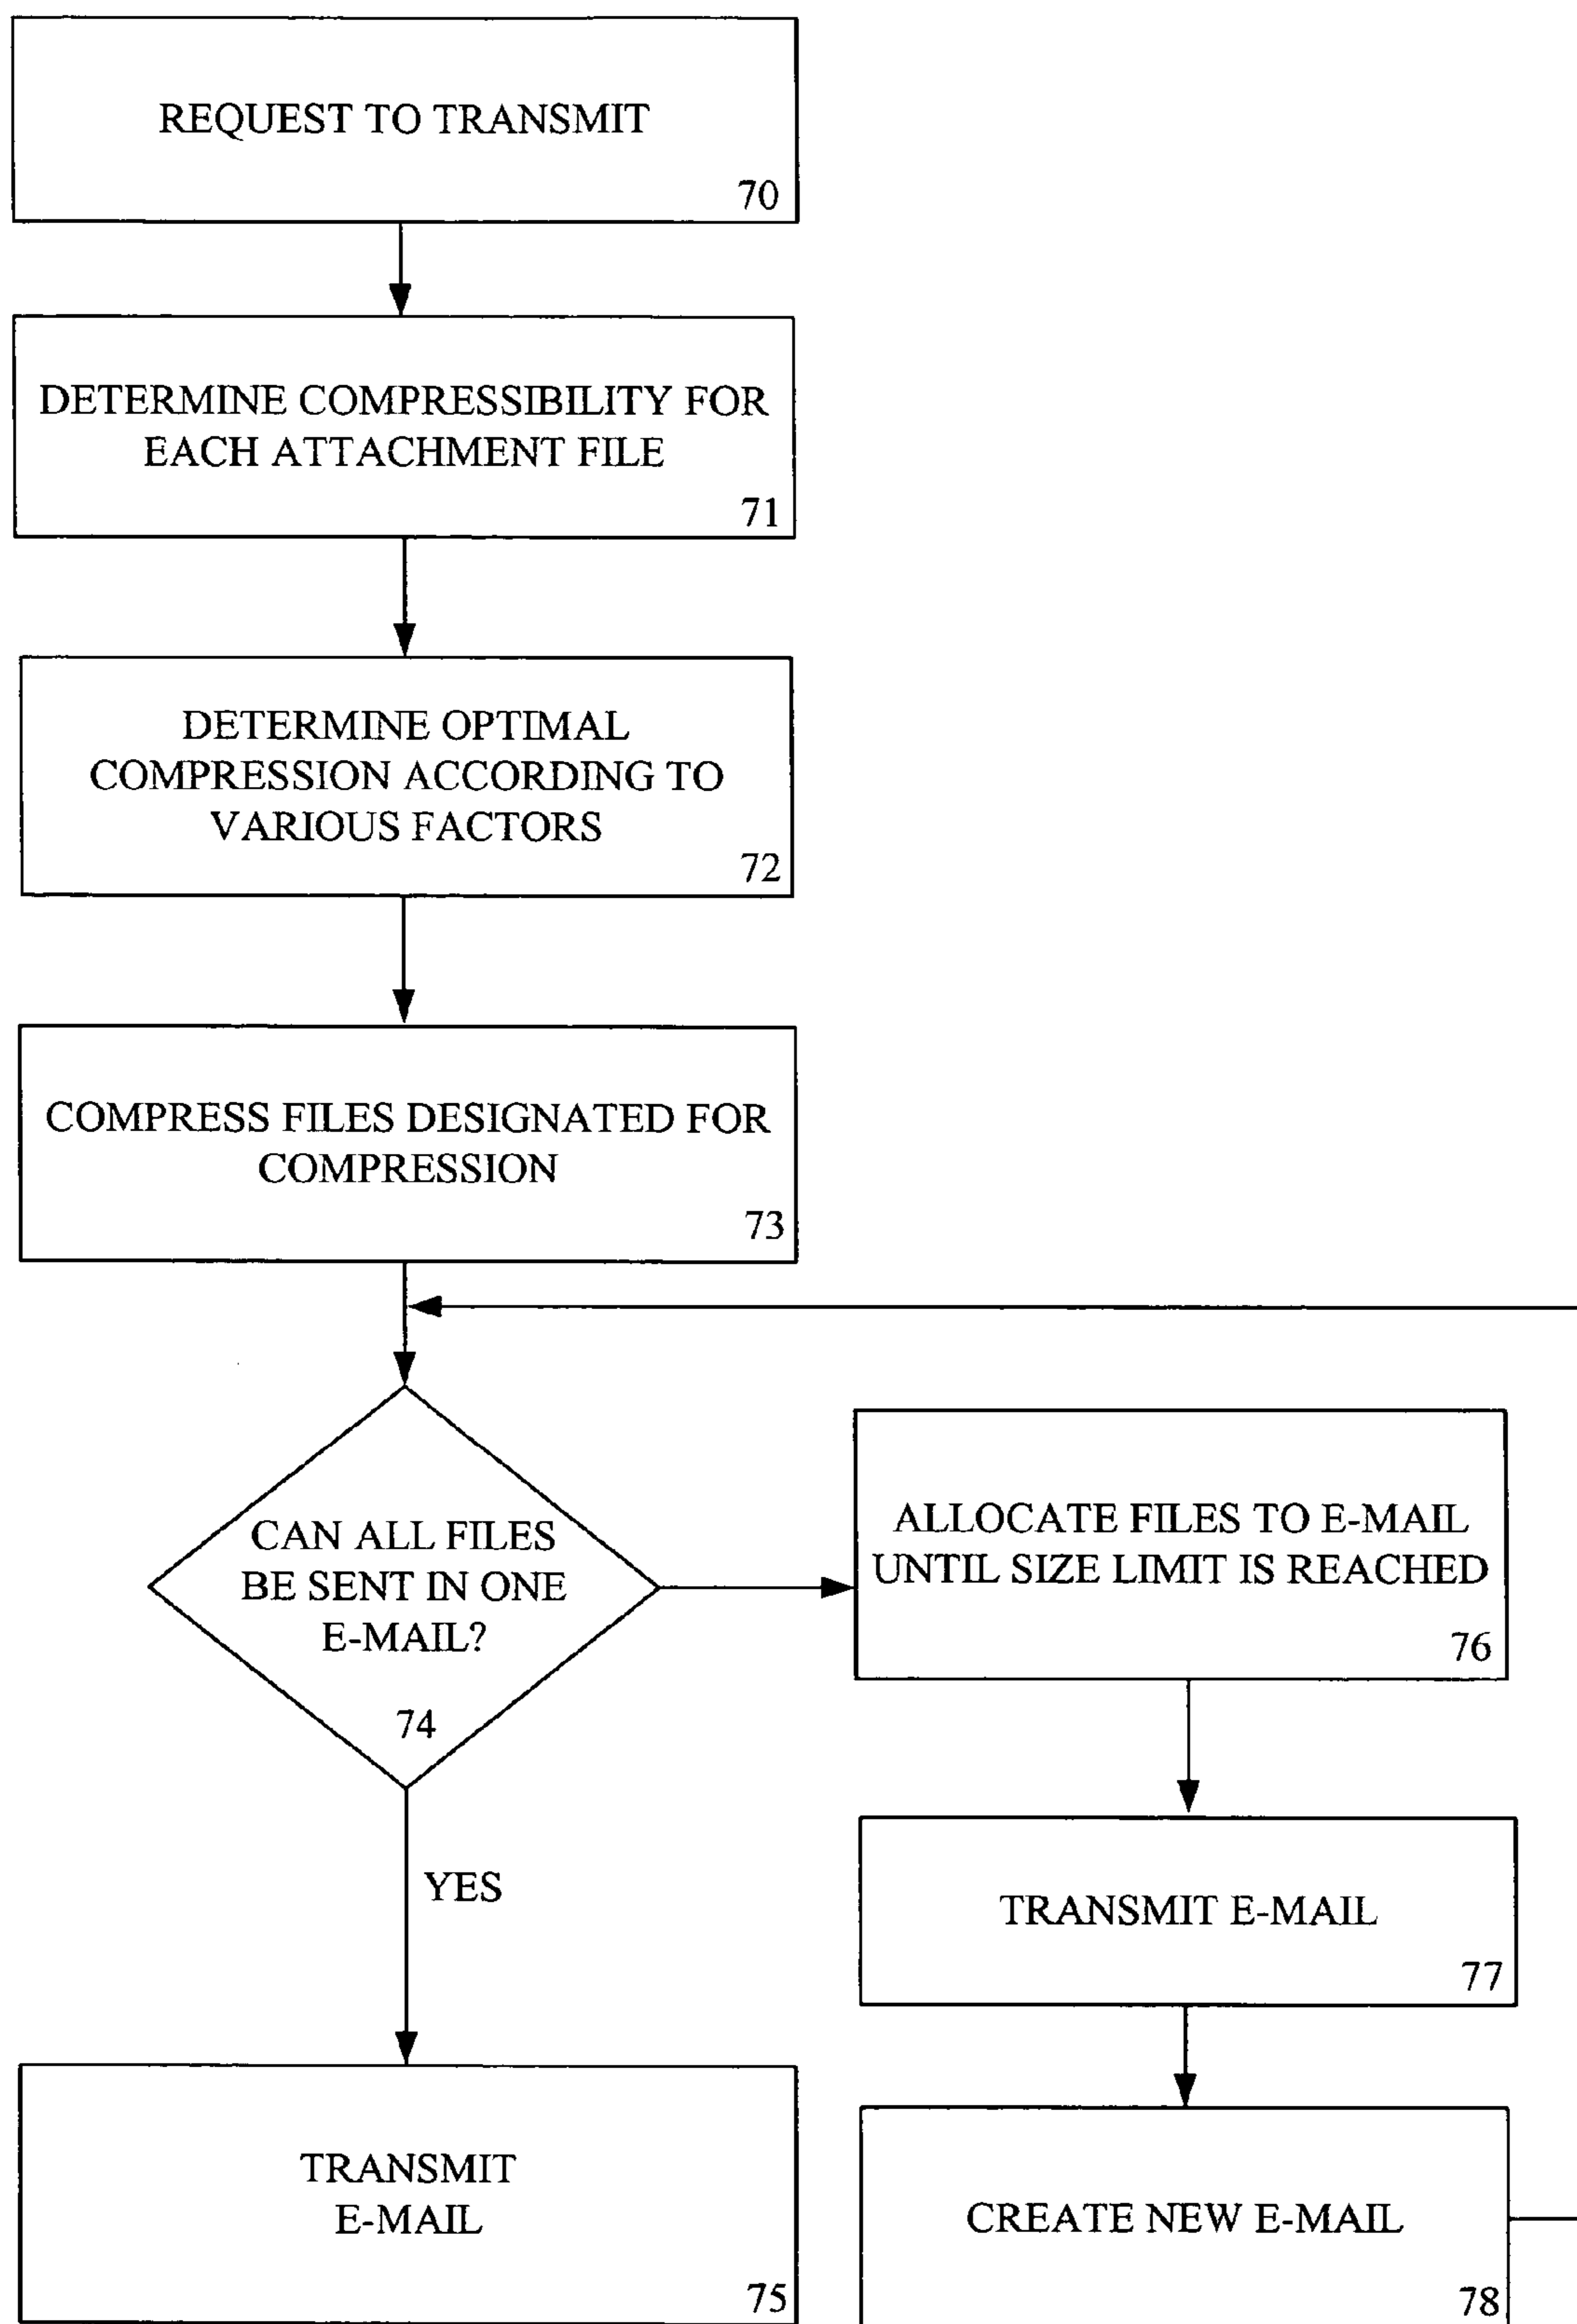 REQUEST TO TRANSMIT
70
DETERMINE COMPRESSIBILITY FOR
EACH ATTACHMENT FILE
71
DETERMINE OPTIMAL
COMPRESSION ACCORDING TO
VARIOUS FACTORS
72
COMPRESS FILES DESIGNATED FOR
COMPRESSION
73
CAN ALL FILES
BE SENT IN ONE
E-MAIL?
74
ALLOCATE FILES TO E-MAIL
UNTIL SIZE LIMIT IS REACHED
76
YES
TRANSMIT E-MAIL
77
TRANSMIT
E-MAIL
75
CREATE NEW E-MAIL
78